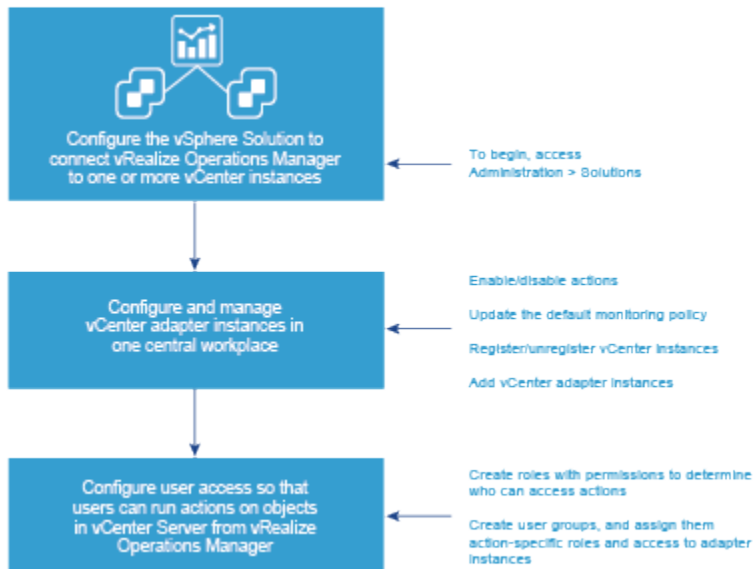 Configure the vSphere Solution to
connect vRealize Operations Manager
to one or more vCenter instances
To begin, access
Administration > Solutions
Configure and manage
vCenter adapter instances in
one central workplace
Enable/disable actions
Update the default monitoring policy
Register/unregister vCenter instances
Add vCenter adapter instances
Configure user access so that
users can run actions on objects
in vCenter Server from vRealize
Operations Manager
Create roles with permissions to determine
who can access actions
Create user groups, and assign them
action-specific roles and access to adapter
instances